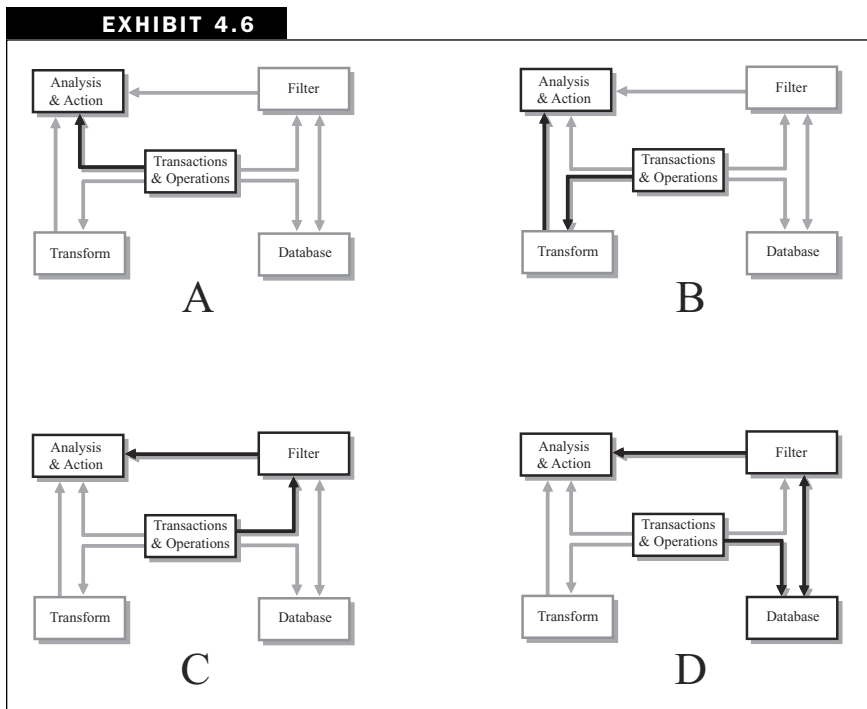 EXHIBIT 4.6
Analysis
& Action
Filter
Transactions
& Operations
Transform
Database
A
Analysis
& Action
Filter
Transactions
& Operations
Transform
Database
B
Analysis
& Action
Filter
Transactions
& Operations
Transform
Database
C
Analysis
& Action
Filter
Transactions
& Operations
Transform
Database
D